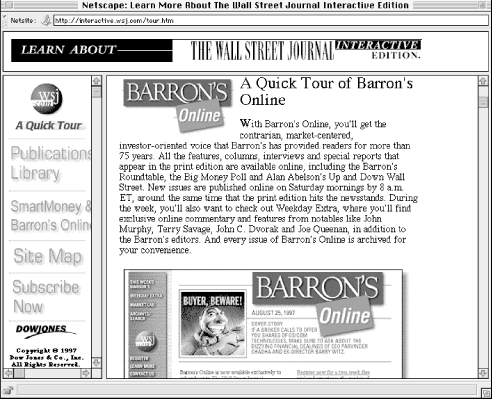 Netscape: Learn More About The Wall Street Journal Interactive Edition
Netsite: http://interactive.wsj.com/tour.htm
LEARN ABOUT
THE WALL STREET JOURNAL INTERACTIVE
EDITION.
wsj
.com
A Quick Tour
Publications
Library
SmartMoney &
Barron's Online
Site Map
Subscribe
Now
DOWJONES
Copyright © 1997
Dow Jones & Co., Inc.
All Rights Reserved.
BARRON'S
Online
A Quick Tour of Barron's
Online
With Barron's Online, you'll get the
contrarian, market-centered,
investor-oriented voice that Barron's has provided readers for more than
75 years. All the features, columns, interviews and special reports that
appear in the print edition are available online, including the Barron's
Roundtable, the Big Money Poll and Alan Abelson's Up and Down Wall
Street. New issues are published online on Saturday mornings by 8 a.m.
ET, around the same time that the print edition hits the newsstands. During
the week, you'll also want to check out Weekday Extra, where you'll find
exclusive online commentary and features from notables like John
Murphy, Terry Savage, John C. Dvorak and Joe Queenan, in addition to
the Barron's editors. And every issue of Barron's Online is archived for
your convenience.
THIS WEEK'S
BARRON'S
WEEKDAY EXTRA
MARKET LAB
ARCHIVES/
SEARCH
wsj
.com
REGISTER
LEARN MORE
CONTACT US
BUYER, BEWARE!
BARRON'S
Online
AUGUST 25, 1997
COVER STORY
IF A BROKER CALLS TO OFFER
YOU SHARES OF OSICOM
TECHNOLOGIES, MAKE SURE TO ASK ABOUT THE
DIZZYING FINANCIAL DEALINGS OF CEO PARVINDER
CHADHA AND EX-DIRECTOR BARRY WITZ.
Barron's Online is now available exclusively to
Register now for a two-week free